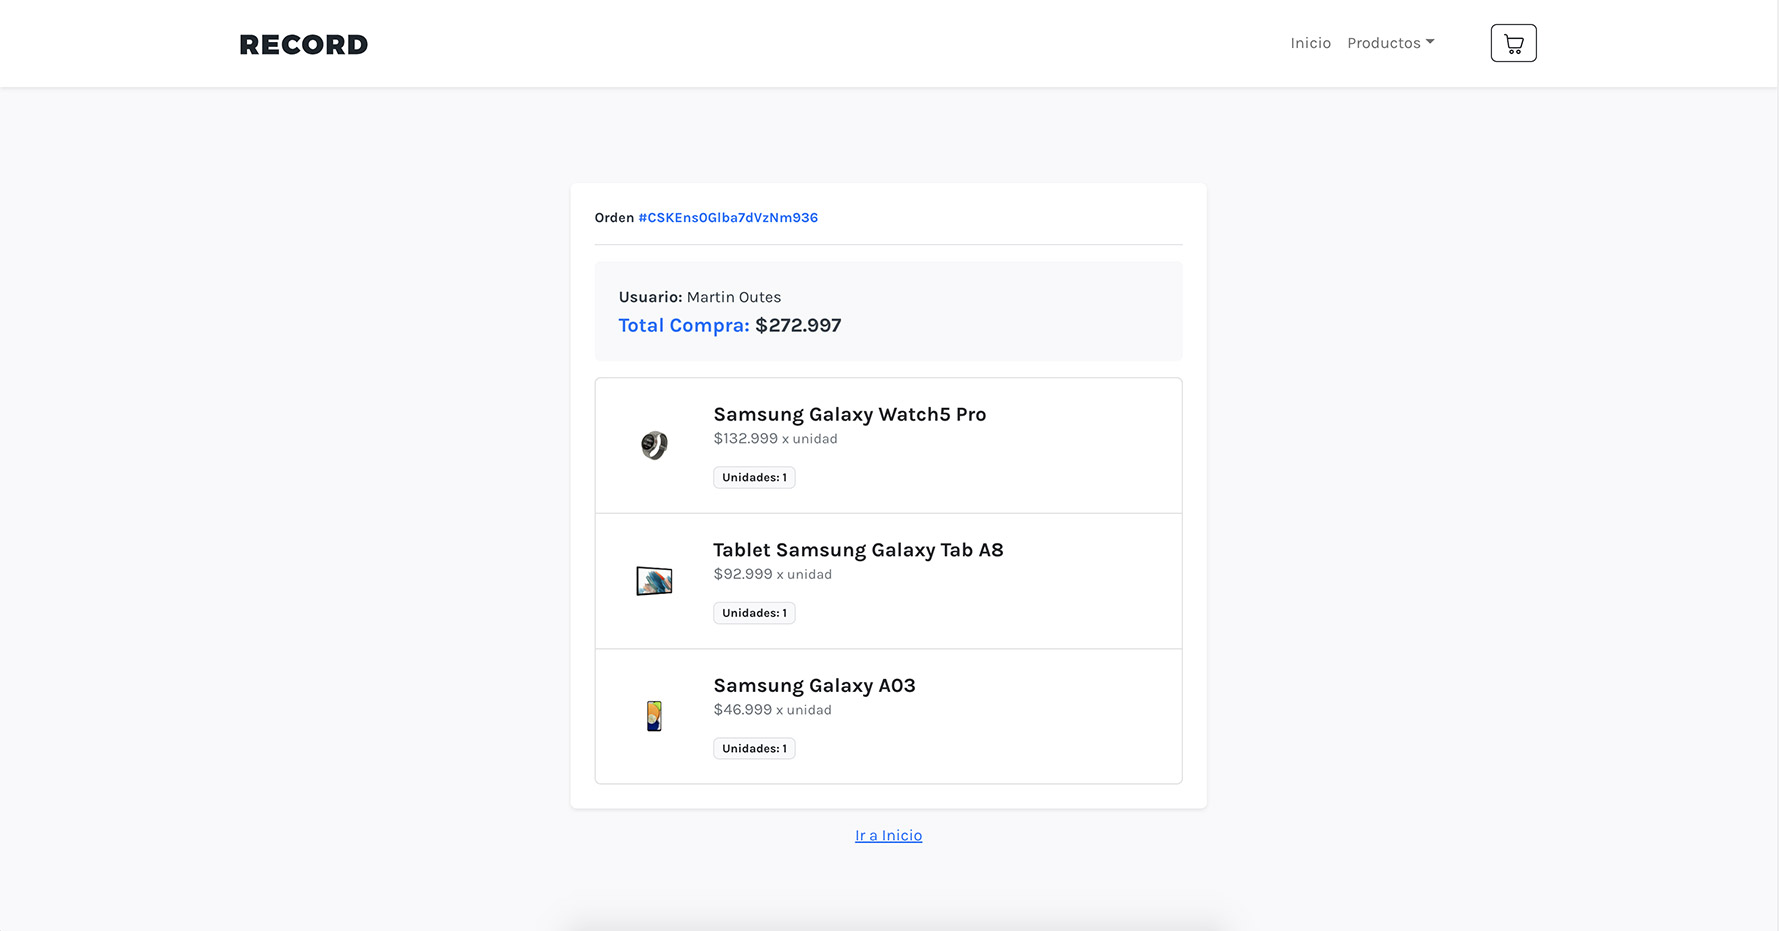 RECORD
Inicio Productos
Orden #CSKEns0Glba7dVzNm936
Usuario: Martin Outes
Total Compra: $272.997
Samsung Galaxy Watch5 Pro
$132.999 x unidad
Unidades: 1
Tablet Samsung Galaxy Tab A8
$92.999 x unidad
Unidades: 1
Samsung Galaxy A03
$46.999 x unidad
Unidades: 1
Ir a Inicio